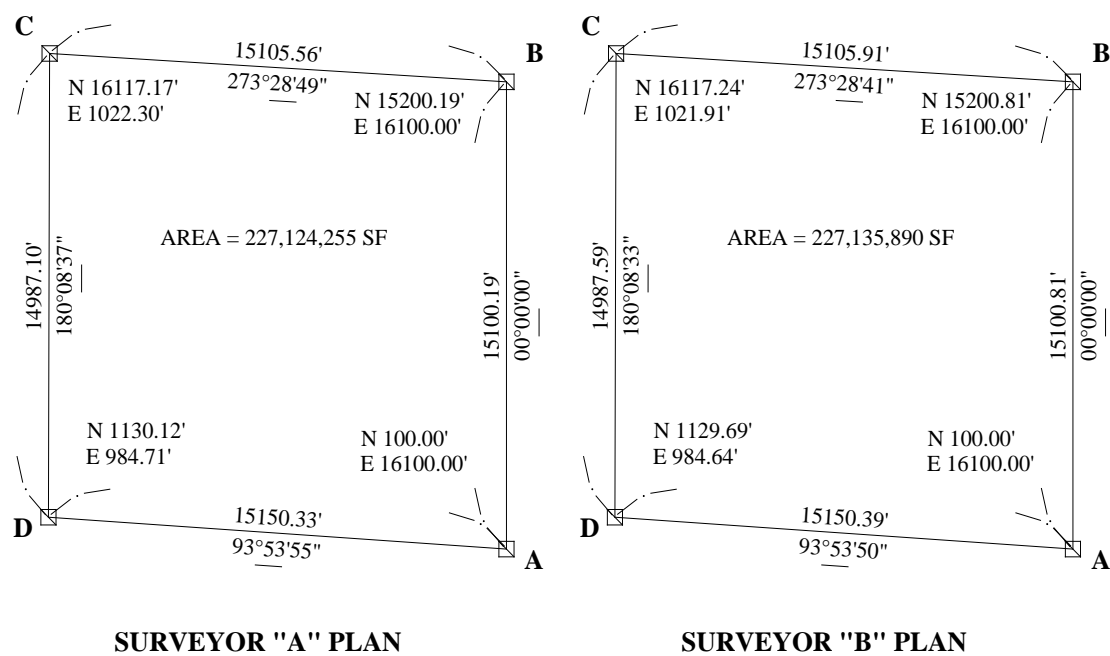 C
15105.56'
B
273°28'49"
N 16117.17'
E 1022.30'
N 15200.19'
E 16100.00'
AREA = 227,124,255 SF
14987.10'
180°08'37"
15100.19'
00°00'00"
N 1130.12'
E 984.71'
N 100.00'
E 16100.00'
D
15150.33'
93°53'55"
A
SURVEYOR "A" PLAN
C
15105.91'
B
273°28'41"
N 16117.24'
E 1021.91'
N 15200.81'
E 16100.00'
AREA = 227,135,890 SF
14987.59'
180°08'33"
15100.81'
00°00'00"
N 1129.69'
E 984.64'
N 100.00'
E 16100.00'
D
15150.39'
93°53'50"
A
SURVEYOR "B" PLAN